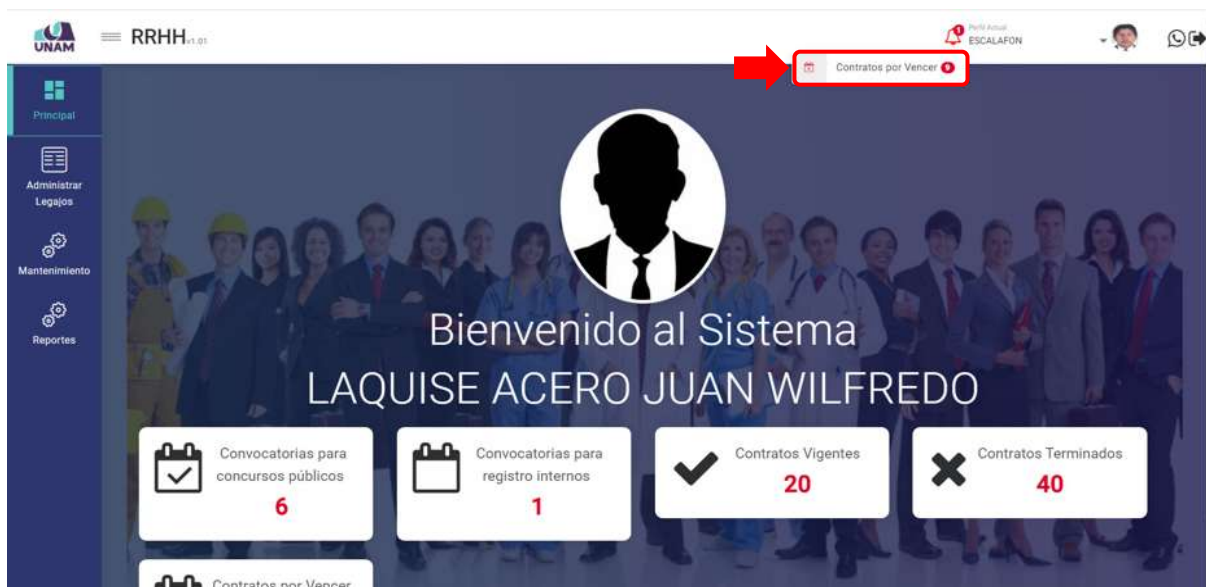 UNAM
RRHH v1.01
1
Perfil Actual
ESCALAFON
Contratos por Vencer 9
Principal
Administrar
Legajos
Mantenimiento
Reportes
Bienvenido al Sistema
LAQUISE ACERO JUAN WILFREDO
Convocatorias para
concursos públicos
6
Convocatorias para
registro internos
1
Contratos Vigentes
20
Contratos Terminados
40
Contratos por Vencer